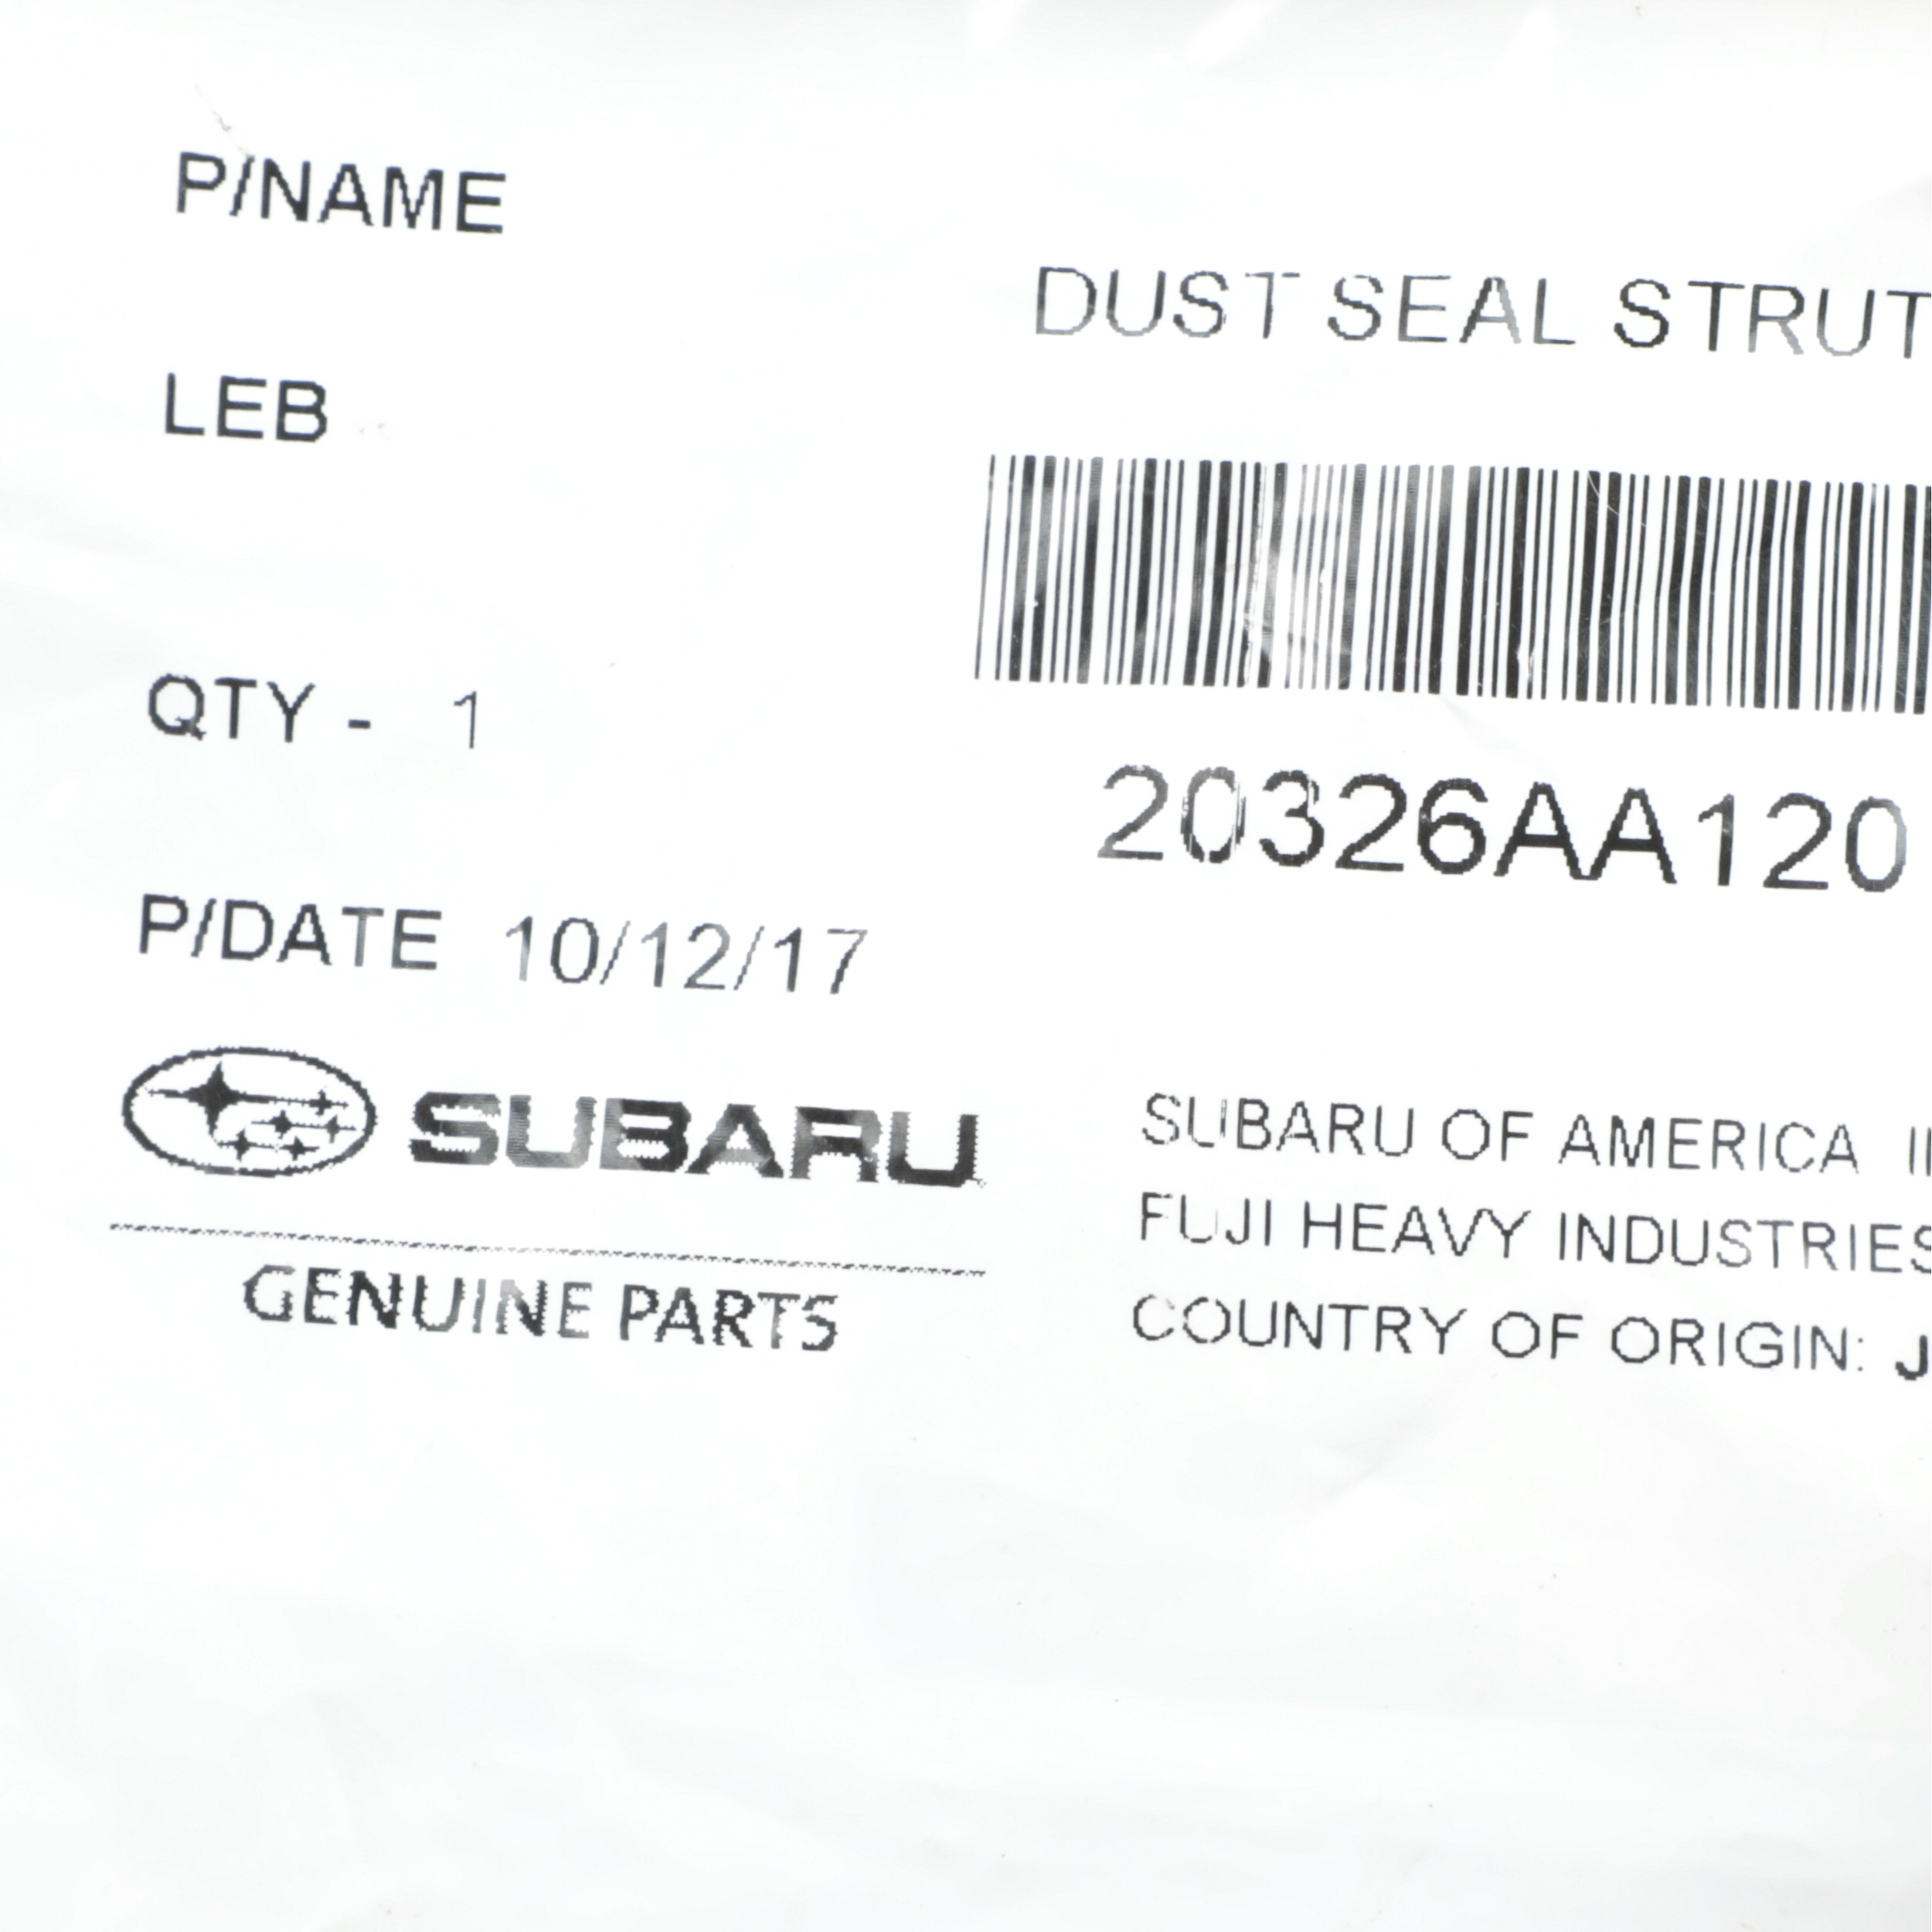 P/NAME
DUST SEAL STRUT
LEB
QTY - 1
20326AA120
P/DATE 10/12/17
SUBARU
GENUINE PARTS
SUBARU OF AMERICA
FUJI HEAVY INDUSTRIES
COUNTRY OF ORIGIN: